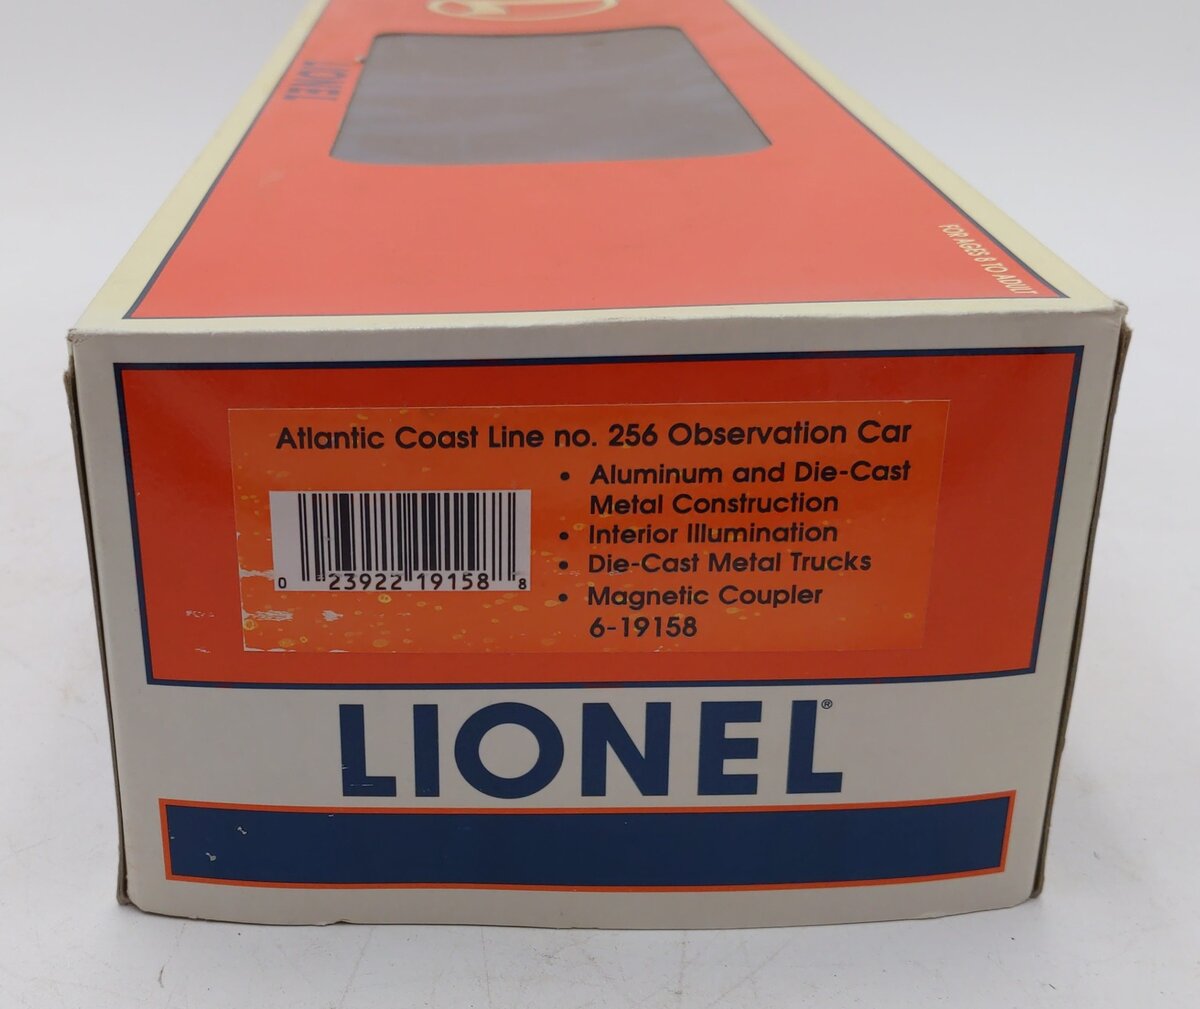 LIONEL
FOR AGES 8 TO ADULT
Atlantic Coast Line no. 256 Observation Car
• Aluminum and Die-Cast
Metal Construction
• Interior Illumination
• Die-Cast Metal Trucks
• Magnetic Coupler
6-19158
0 23922 19158 8
LIONEL®